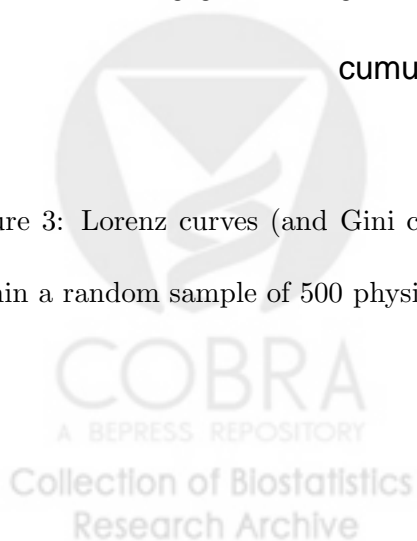 cumu
ure 3: Lorenz curves (and Gini c
in a random sample of 500 physi
COBRA
A BEPRESS REPOSITORY
Collection of Biostatistics
Research Archive